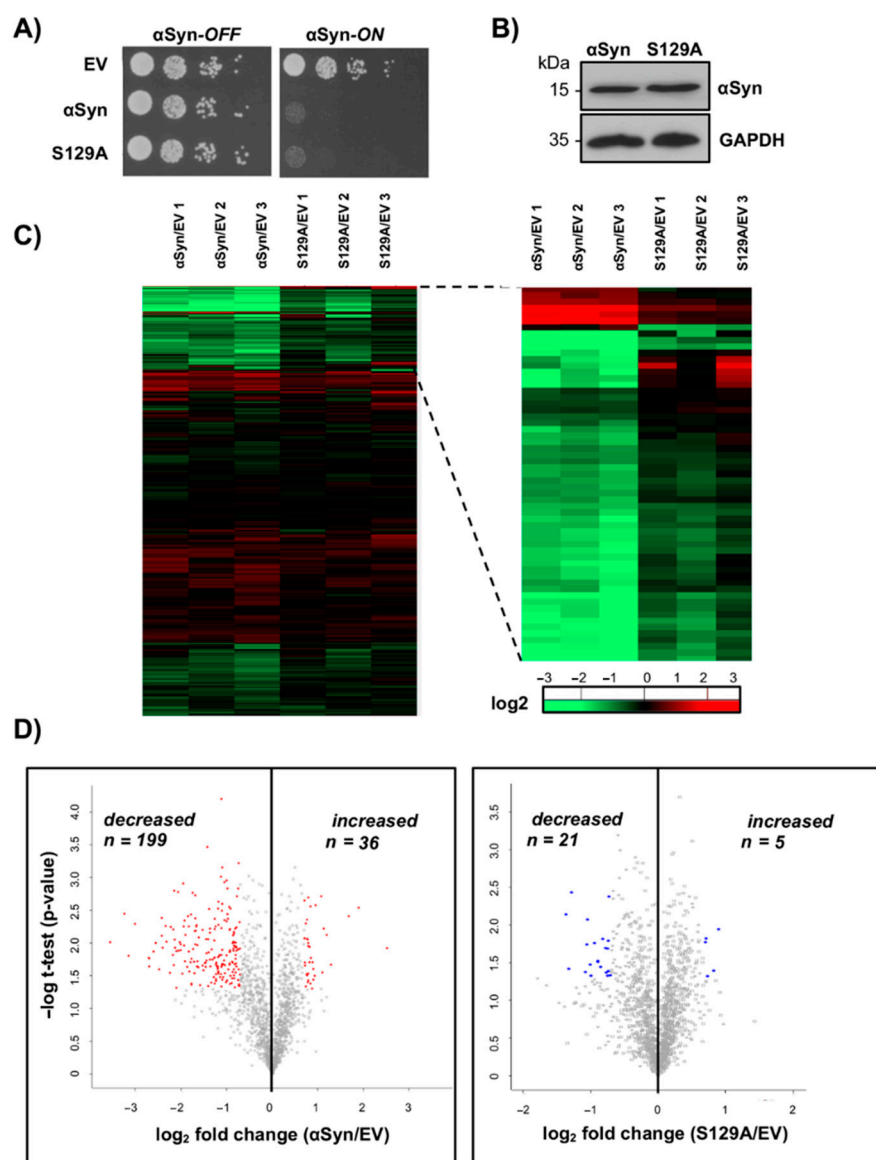 A)
αSyn-OFF
αSyn-ON
EV
αSyn
S129A
B)
αSyn S129A
kDa
15
αSyn
35
GAPDH
C)
αSyn/EV 1
αSyn/EV 2
αSyn/EV 3
S129A/EV 1
S129A/EV 2
S129A/EV 3
αSyn/EV 1
αSyn/EV 2
αSyn/EV 3
S129A/EV 1
S129A/EV 2
S129A/EV 3
−3 −2 −1 0 1 2 3
log2
D)
decreased
n = 199
increased
n = 36
4.0
3.5
3.0
2.5
2.0
1.5
1.0
0.5
0
−log t-test (p-value)
−3 −2 −1 0 1 2 3
log₂ fold change (αSyn/EV)
decreased
n = 21
increased
n = 5
3.5
3.0
2.5
2.0
1.5
1.0
0.5
0.0
−2 −1 0 1 2
log₂ fold change (S129A/EV)